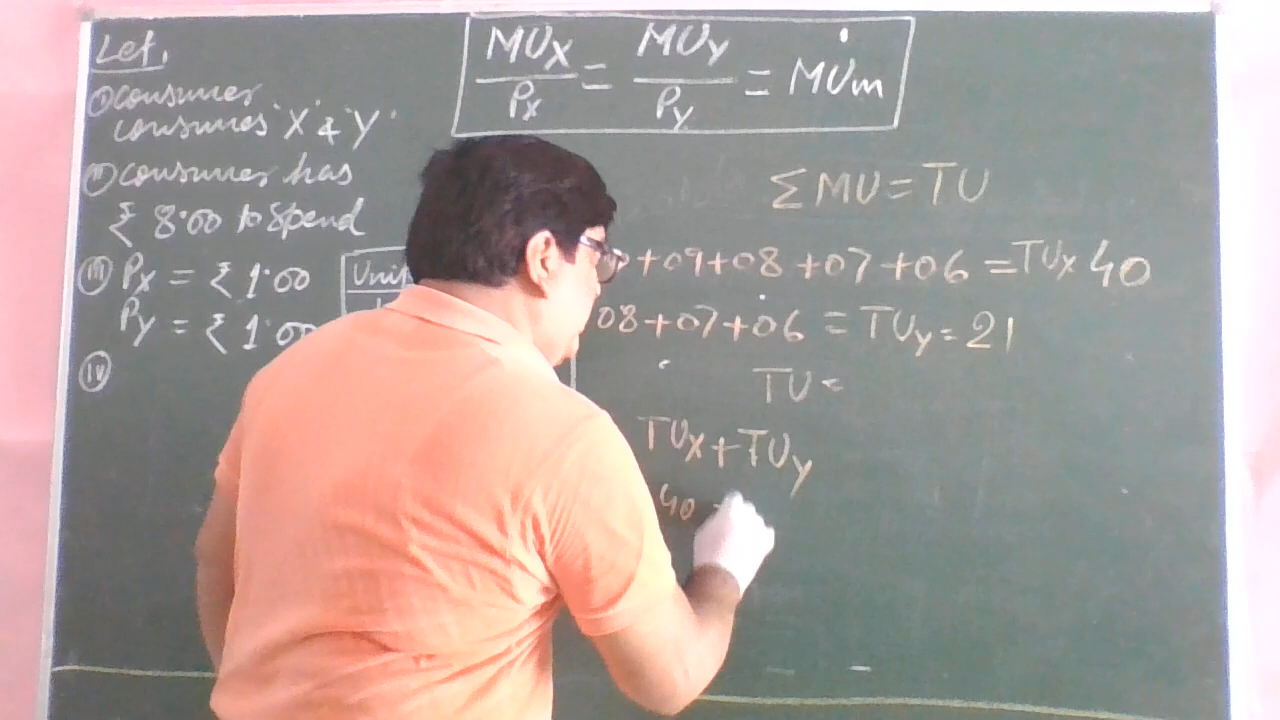 Let,
(i) consumer
consumes 'X' & 'Y'
(ii) consumer has
₹ 8.00 to spend
(iii) Px = ₹ 1.00
Py = ₹ 1.00
(iv)
MUx/Px = MUy/Py = MUm
ΣMU = TU
+09+08+07+06 = TUx 40
08+07+06 = TUy = 21
TU =
TUx + TUy
40